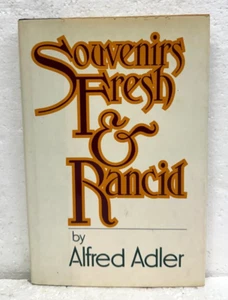 Souvenirs
Fresh
&
Rancid
by
Alfred Adler